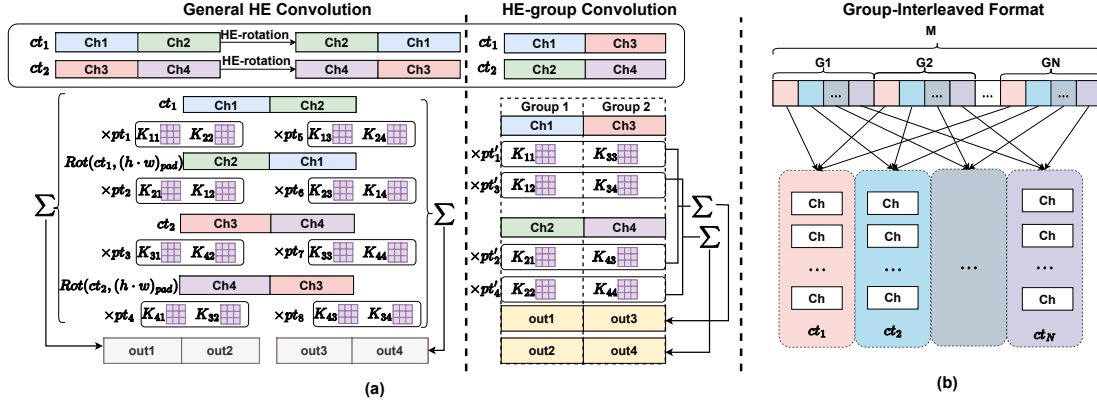 General HE Convolution
ct1 Ch1 Ch2 HE-rotation Ch2 Ch1
ct2 Ch3 Ch4 HE-rotation Ch4 Ch3
ct1 Ch1 Ch2
×pt1 K11 K22 ×pt5 K13 K24
Rot(ct1, (h · w)pad) Ch2 Ch1
×pt2 K21 K12 ×pt6 K23 K14
Σ Σ
ct2 Ch3 Ch4
×pt3 K31 K42 ×pt7 K33 K44
Rot(ct2, (h · w)pad) Ch4 Ch3
×pt4 K41 K32 ×pt8 K43 K34
out1 out2 out3 out4
HE-group Convolution
ct1 Ch1 Ch3
ct2 Ch2 Ch4
Group 1 Group 2
Ch1 Ch3
×pt′1 K11 K33
×pt′3 K12 K34
Σ
Ch2 Ch4
Σ
×pt′2 K21 K43
×pt′4 K22 K44
out1 out3
out2 out4
(a)
Group-Interleaved Format
M
G1 G2 GN
... ... ... ...
Ch Ch Ch
Ch Ch Ch
... ... ... ...
Ch Ch Ch
ct1 ct2 ctN
(b)